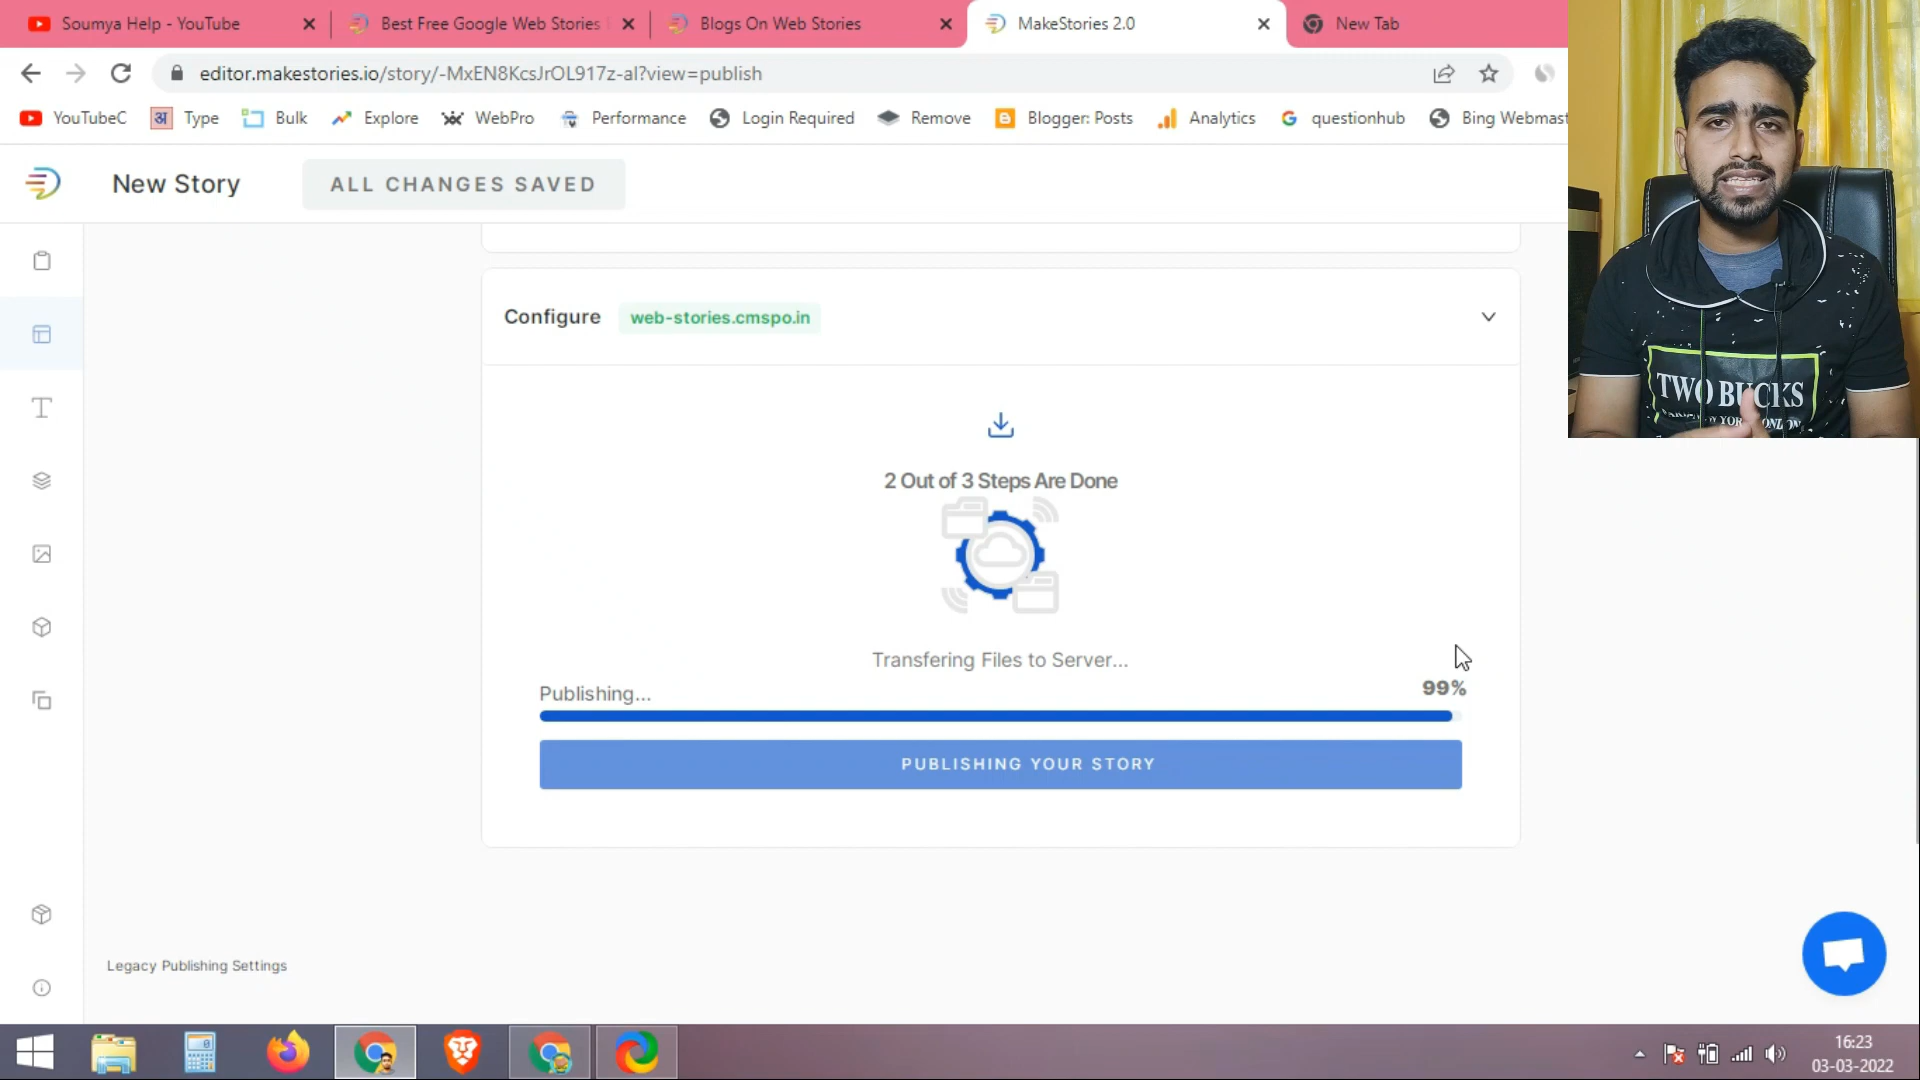 Soumya Help - YouTube
Best Free Google Web Stories
Blogs On Web Stories
MakeStories 2.0
New Tab
editor.makestories.io/story/-MxEN8KcsJrOL917z-al?view=publish
YouTubeC
अ Type
Bulk
Explore
WebPro
Performance
Login Required
Remove
Blogger: Posts
Analytics
questionhub
Bing Webmast
New Story
ALL CHANGES SAVED
TWO BUCKS
Configure
web-stories.cmspo.in
2 Out of 3 Steps Are Done
Transfering Files to Server...
Publishing...
99%
PUBLISHING YOUR STORY
Legacy Publishing Settings
16:23
03-03-2022